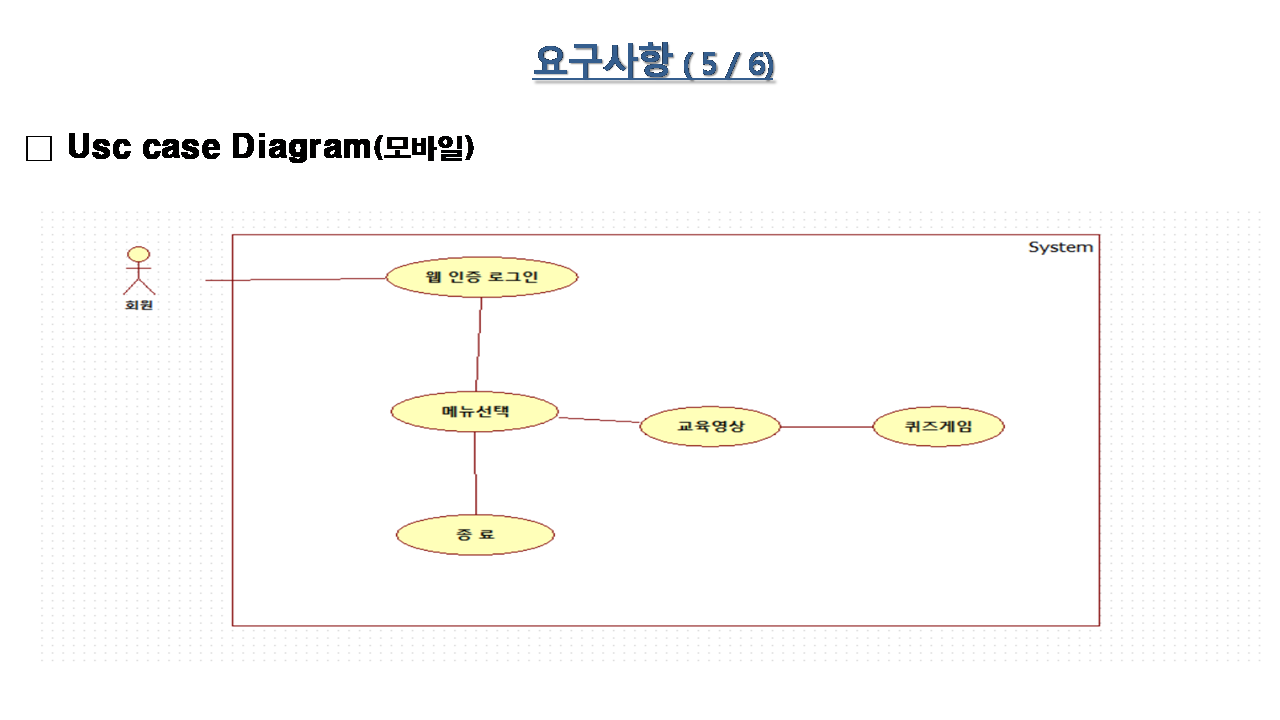 요구사항 ( 5 / 6)
□ Usc case Diagram(모바일)
System
웹 인증 로그인
회원
메뉴선택
교육영상
퀴즈게임
종 료